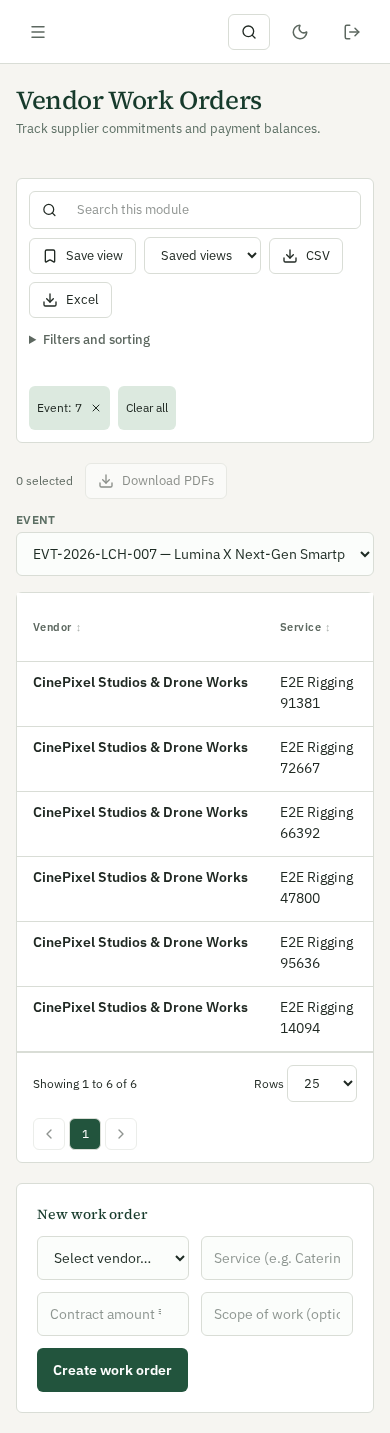 Vendor Work Orders
Track supplier commitments and payment balances.
Search this module
Save view
Saved views
CSV
Excel
Filters and sorting
Event: 7
Clear all
0 selected
Download PDFs
EVENT
EVT-2026-LCH-007 — Lumina X Next-Gen Smartp
Vendor ↕ Service ↕
CinePixel Studios & Drone Works E2E Rigging
91381
CinePixel Studios & Drone Works E2E Rigging
72667
CinePixel Studios & Drone Works E2E Rigging
66392
CinePixel Studios & Drone Works E2E Rigging
47800
CinePixel Studios & Drone Works E2E Rigging
95636
CinePixel Studios & Drone Works E2E Rigging
14094
Showing 1 to 6 of 6
Rows 25
1
New work order
Select vendor...
Service (e.g. Caterin
Contract amount
Scope of work (optic
Create work order